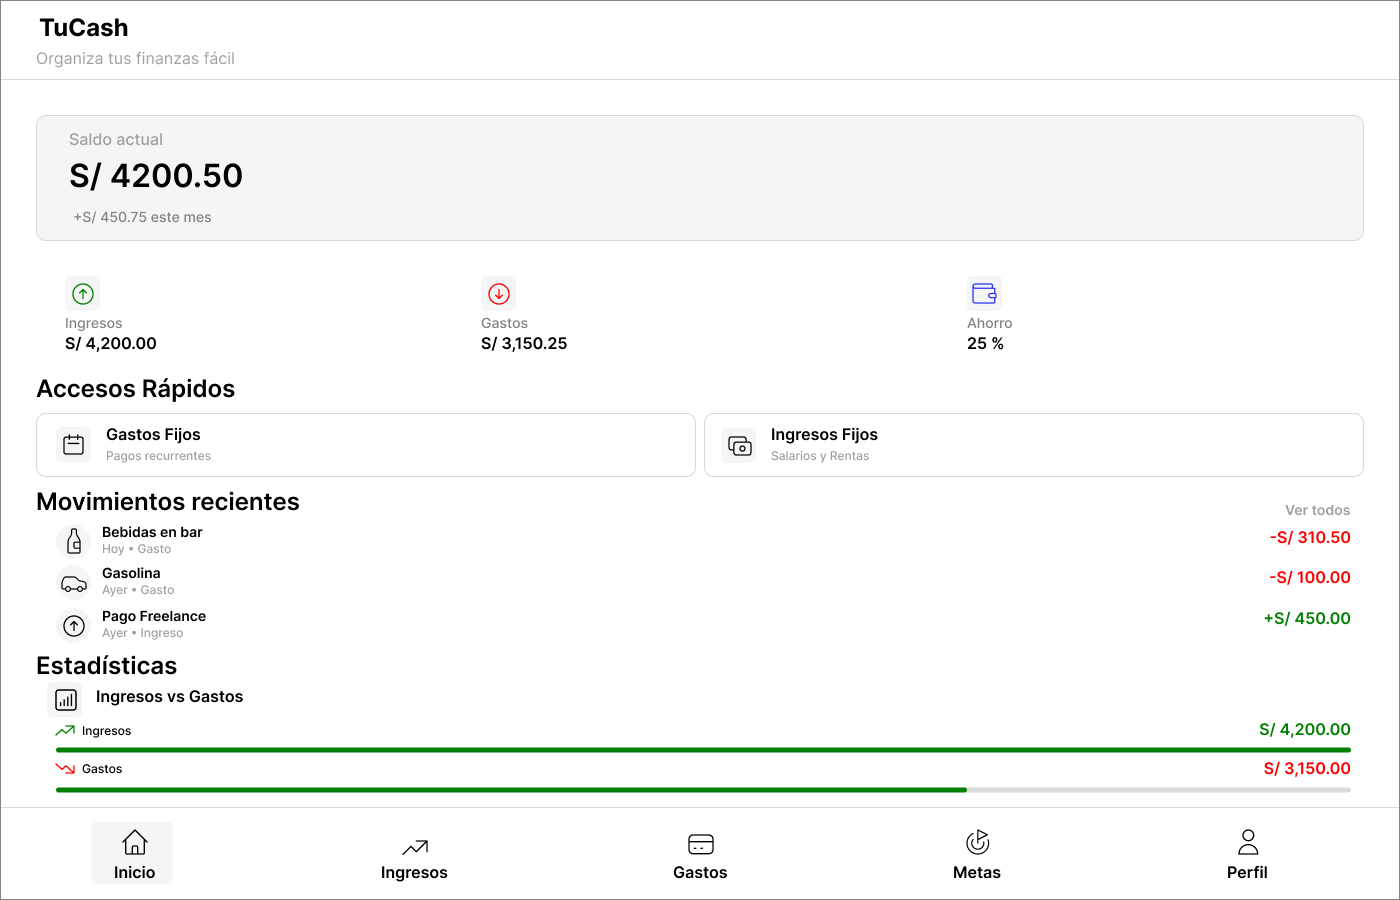 TuCash
Organiza tus finanzas fácil
Saldo actual
S/ 4200.50
+S/ 450.75 este mes
Ingresos
S/ 4,200.00
Gastos
S/ 3,150.25
Ahorro
25 %
Accesos Rápidos
Gastos Fijos
Pagos recurrentes
Ingresos Fijos
Salarios y Rentas
Movimientos recientes
Ver todos
Bebidas en bar
Hoy • Gasto
-S/ 310.50
Gasolina
Ayer • Gasto
-S/ 100.00
Pago Freelance
Ayer • Ingreso
+S/ 450.00
Estadísticas
Ingresos vs Gastos
Ingresos
S/ 4,200.00
Gastos
S/ 3,150.00
Inicio
Ingresos
Gastos
Metas
Perfil